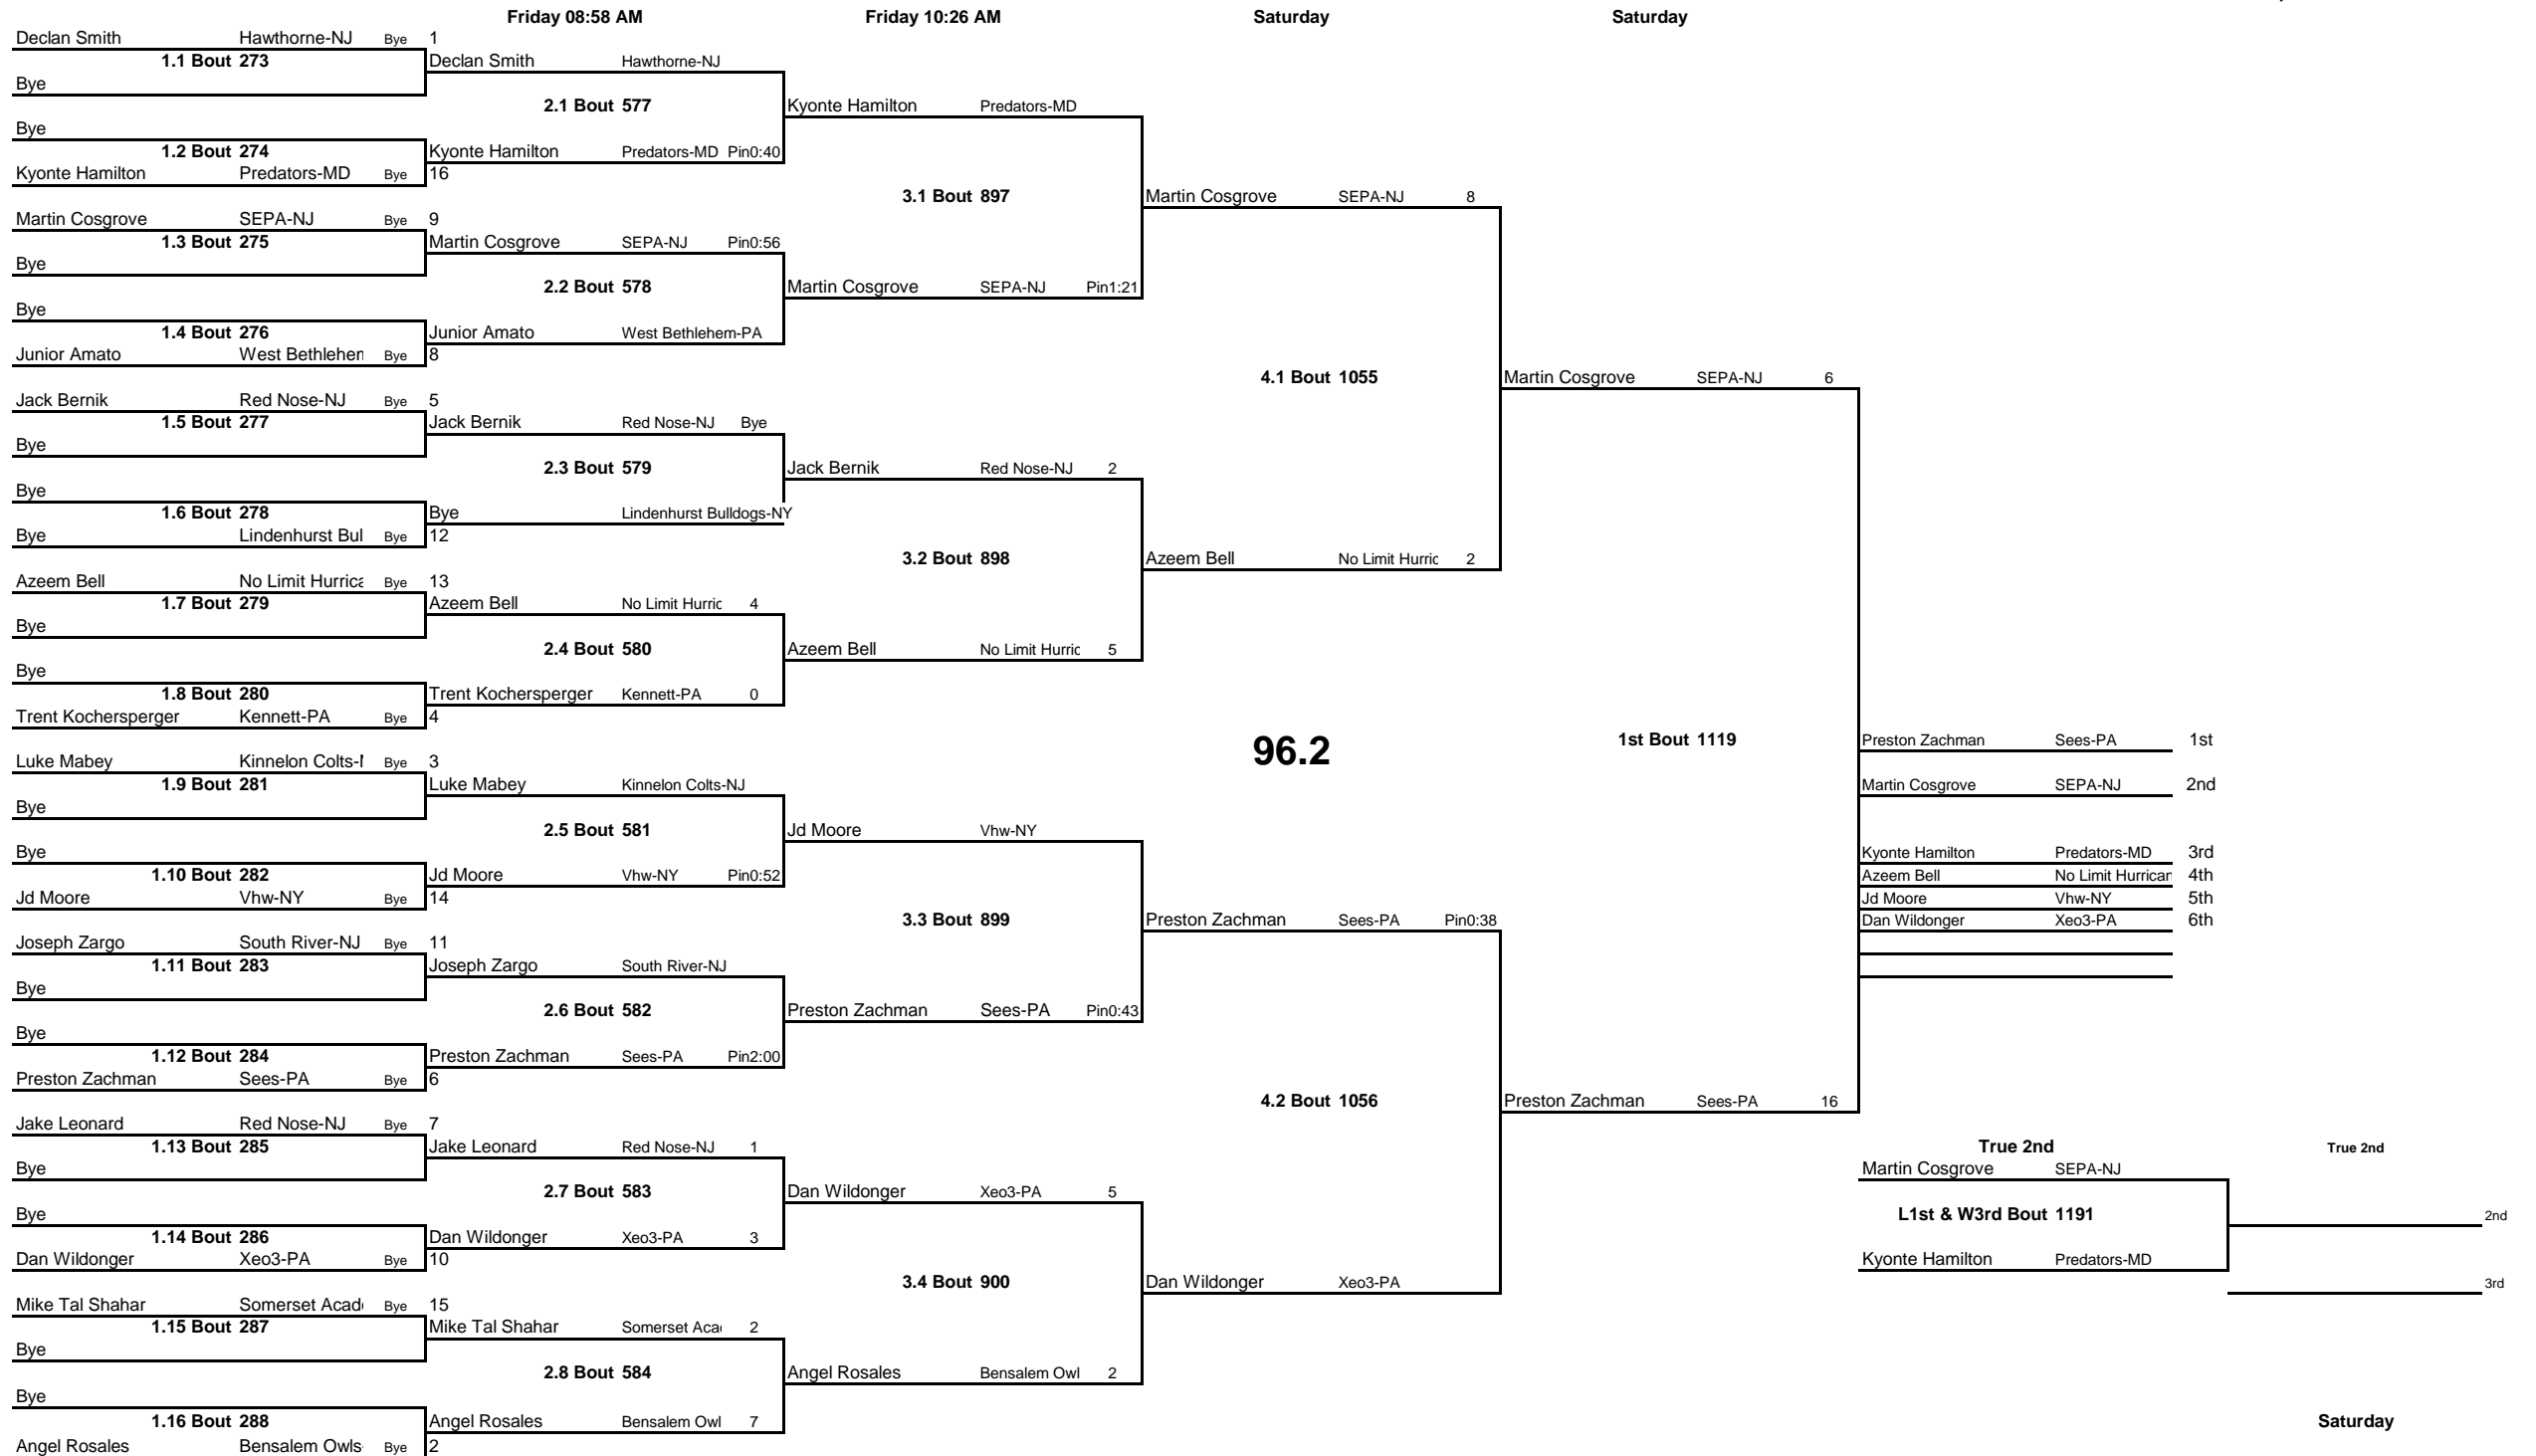 Friday 08:58 AM Friday 10:26 AM Saturday Saturday
Declan Smith Hawthorne-NJ Bye 1
1.1 Bout 273 Declan Smith Hawthorne-NJ
Bye
2.1 Bout 577 Kyonte Hamilton Predators-MD
Bye
1.2 Bout 274 Kyonte Hamilton Predators-MD Pin0:40
Kyonte Hamilton Predators-MD Bye 16
3.1 Bout 897 Martin Cosgrove SEPA-NJ 8
Martin Cosgrove SEPA-NJ Bye 9
1.3 Bout 275 Martin Cosgrove SEPA-NJ Pin0:56
Bye
2.2 Bout 578 Martin Cosgrove SEPA-NJ Pin1:21
Bye
1.4 Bout 276 Junior Amato West Bethlehem-PA
Junior Amato West Bethlehe Bye 8
4.1 Bout 1055 Martin Cosgrove SEPA-NJ 6
Jack Bernik Red Nose-NJ Bye 5
1.5 Bout 277 Jack Bernik Red Nose-NJ Bye
Bye
2.3 Bout 579 Jack Bernik Red Nose-NJ 2
Bye
1.6 Bout 278 Bye Lindenhurst Bulldogs-NY
Bye Lindenhurst Bul Bye 12
3.2 Bout 898 Azeem Bell No Limit Hurric 2
Azeem Bell No Limit Hurric Bye 13
1.7 Bout 279 Azeem Bell No Limit Hurric 4
Bye
2.4 Bout 580 Azeem Bell No Limit Hurric 5
Bye
1.8 Bout 280 Trent Kochersperger Kennett-PA 0
Trent Kochersperger Kennett-PA Bye 4
96.2 1st Bout 1119 Preston Zachman Sees-PA 1st
Luke Mabey Kinnelon Colts- Bye 3
1.9 Bout 281 Luke Mabey Kinnelon Colts-NJ Martin Cosgrove SEPA-NJ 2nd
Bye
2.5 Bout 581 Jd Moore Vhw-NY
Bye Kyonte Hamilton Predators-MD 3rd
1.10 Bout 282 Jd Moore Vhw-NY Pin0:52 Azeem Bell No Limit Hurrican 4th
Jd Moore Vhw-NY Bye 14 Jd Moore Vhw-NY 5th
3.3 Bout 899 Preston Zachman Sees-PA Pin0:38 Dan Wildonger Xeo3-PA 6th
Joseph Zargo South River-NJ Bye 11
1.11 Bout 283 Joseph Zargo South River-NJ
Bye
2.6 Bout 582 Preston Zachman Sees-PA Pin0:43
Bye
1.12 Bout 284 Preston Zachman Sees-PA Pin2:00
Preston Zachman Sees-PA Bye 6
4.2 Bout 1056 Preston Zachman Sees-PA 16
Jake Leonard Red Nose-NJ Bye 7
1.13 Bout 285 Jake Leonard Red Nose-NJ 1 True 2nd True 2nd
Bye Martin Cosgrove SEPA-NJ
2.7 Bout 583 Dan Wildonger Xeo3-PA 5
Bye L1st & W3rd Bout 1191 2nd
1.14 Bout 286 Dan Wildonger Xeo3-PA 3
Dan Wildonger Xeo3-PA Bye 10 Kyonte Hamilton Predators-MD
3.4 Bout 900 Dan Wildonger Xeo3-PA 3rd
Mike Tal Shahar Somerset Acad Bye 15
1.15 Bout 287 Mike Tal Shahar Somerset Aca 2
Bye
2.8 Bout 584 Angel Rosales Bensalem Owl 2
Bye
1.16 Bout 288 Angel Rosales Bensalem Owl 7 Saturday
Angel Rosales Bensalem Owls Bye 2